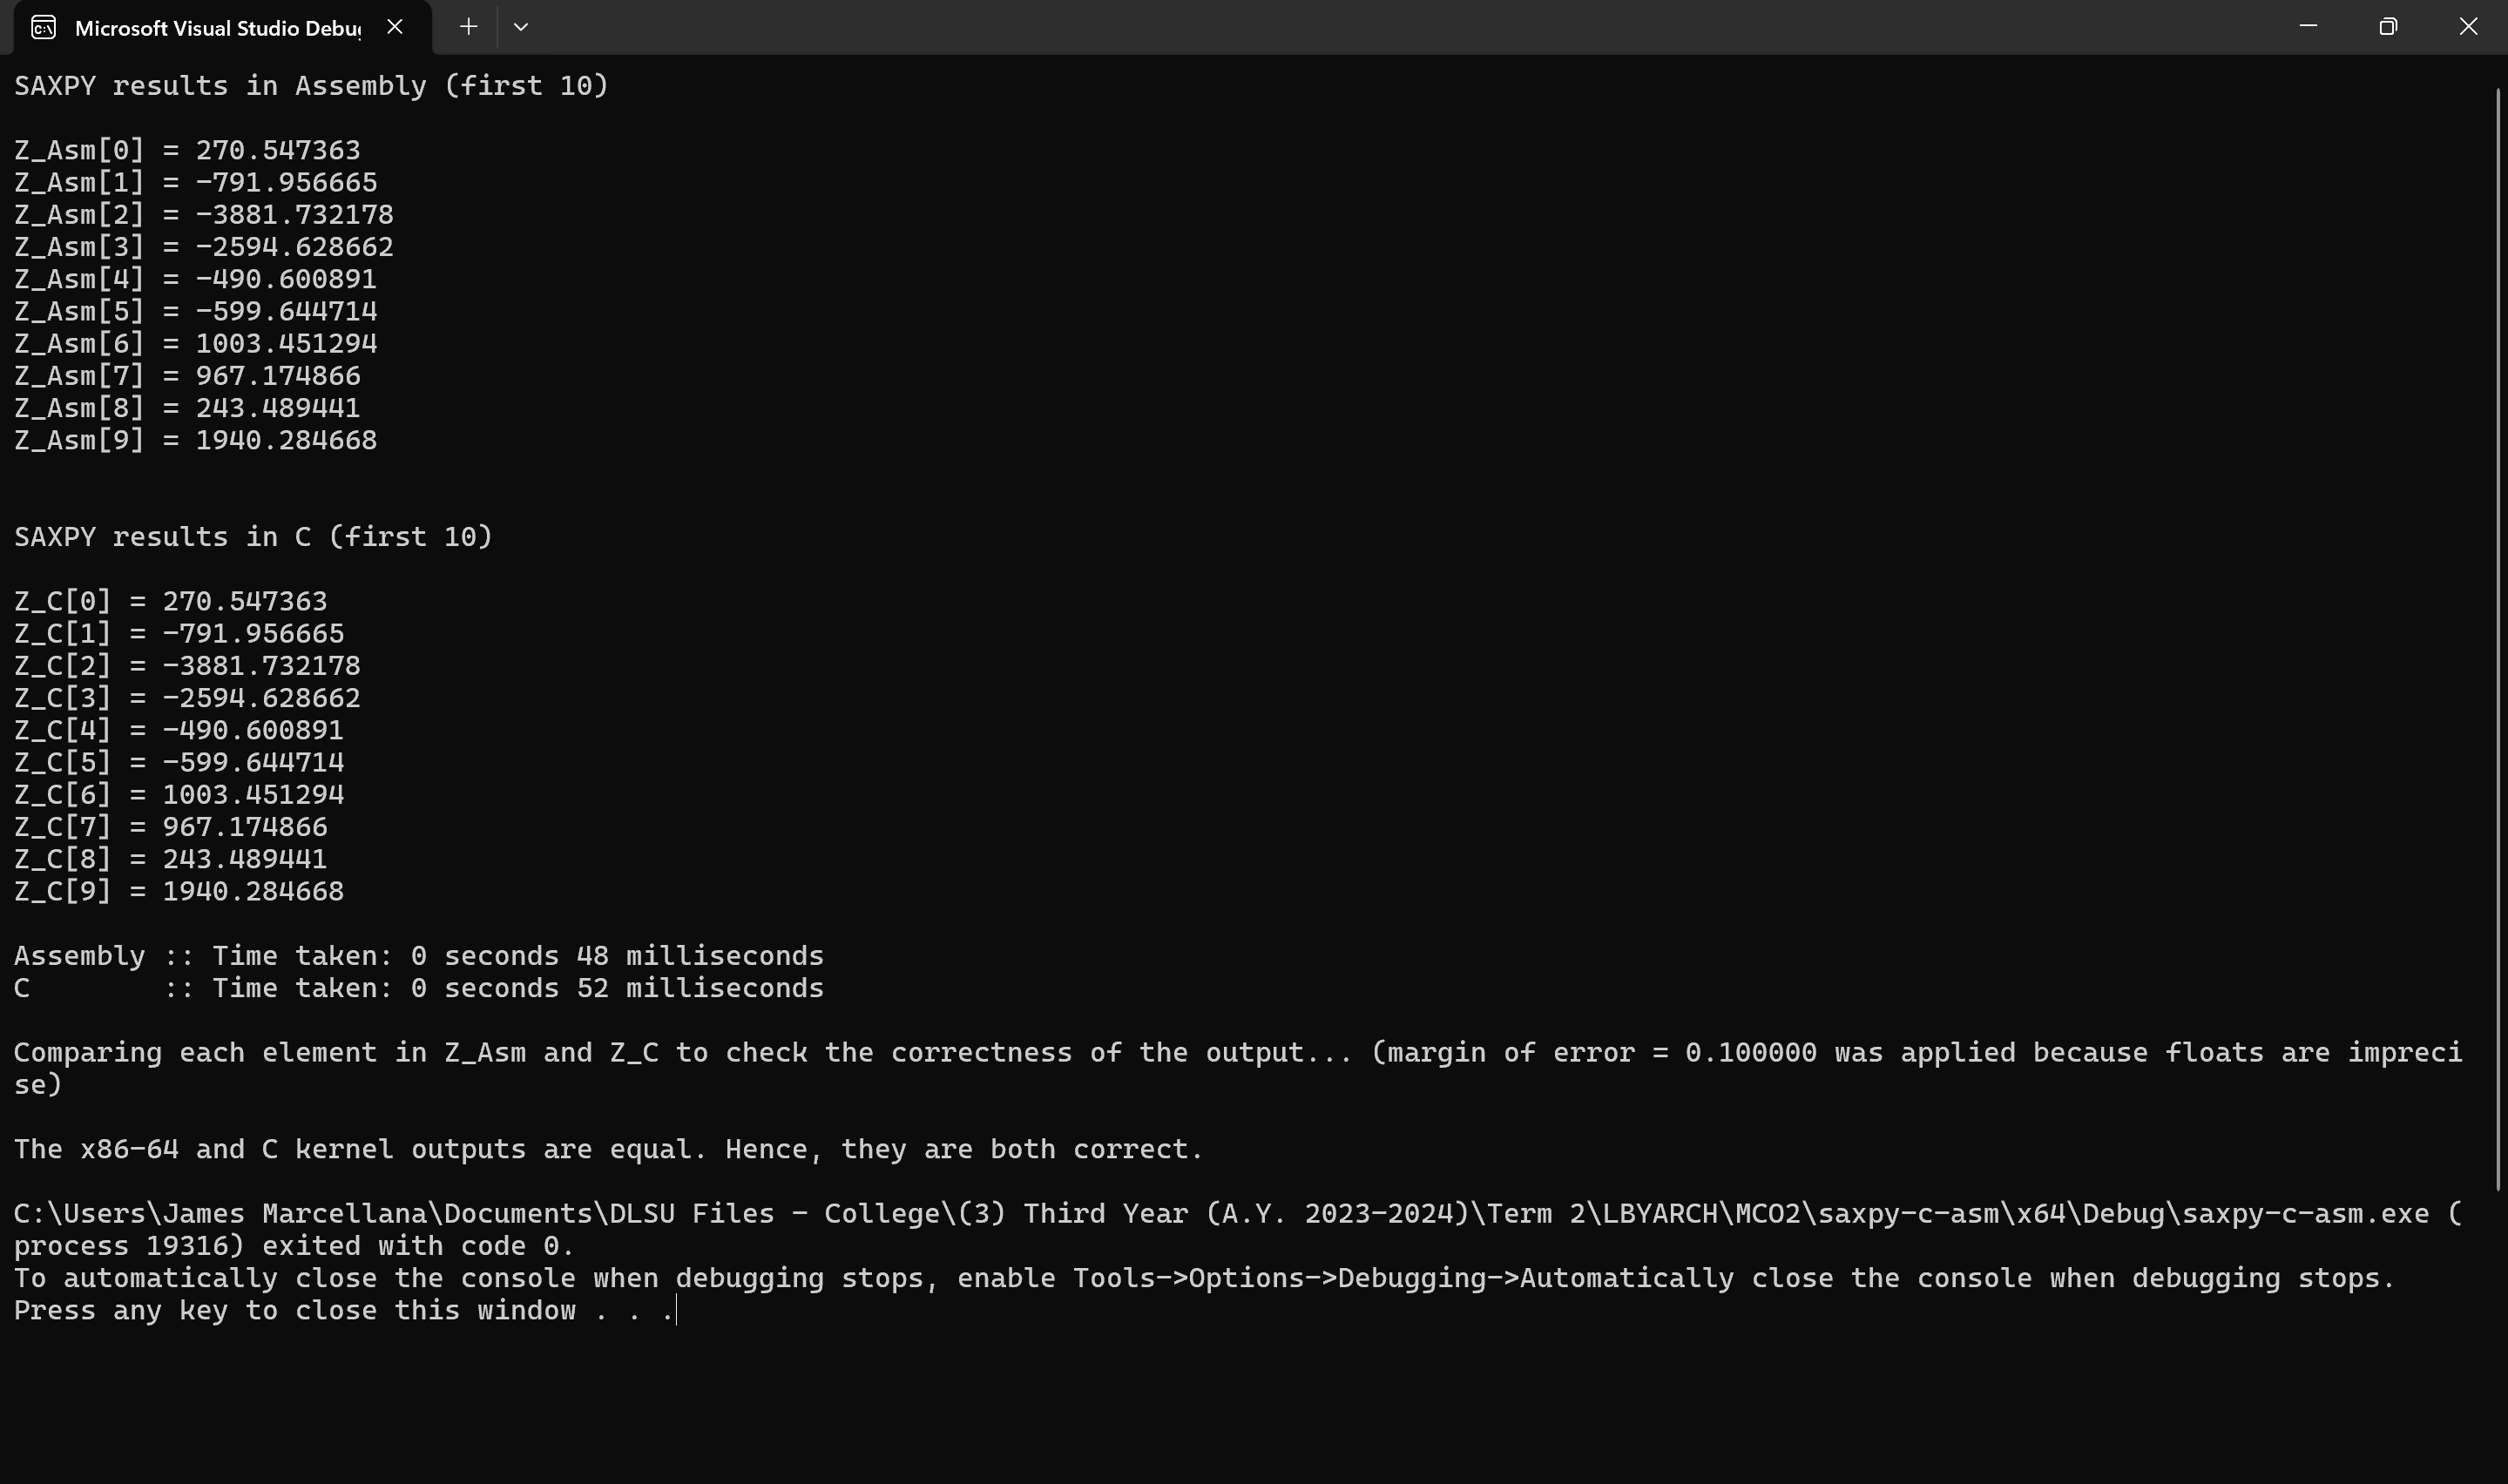 Microsoft Visual Studio Debu
SAXPY results in Assembly (first 10)
Z_Asm[0] = 270.547363
Z_Asm[1] = -791.956665
Z_Asm[2] = -3881.732178
Z_Asm[3] = -2594.628662
Z_Asm[4] = -490.600891
Z_Asm[5] = -599.644714
Z_Asm[6] = 1003.451294
Z_Asm[7] = 967.174866
Z_Asm[8] = 243.489441
Z_Asm[9] = 1940.284668
SAXPY results in C (first 10)
Z_C[0] = 270.547363
Z_C[1] = -791.956665
Z_C[2] = -3881.732178
Z_C[3] = -2594.628662
Z_C[4] = -490.600891
Z_C[5] = -599.644714
Z_C[6] = 1003.451294
Z_C[7] = 967.174866
Z_C[8] = 243.489441
Z_C[9] = 1940.284668
Assembly :: Time taken: 0 seconds 48 milliseconds
C        :: Time taken: 0 seconds 52 milliseconds
Comparing each element in Z_Asm and Z_C to check the correctness of the output... (margin of error = 0.100000 was applied because floats are impreci
se)
The x86-64 and C kernel outputs are equal. Hence, they are both correct.
C:\Users\James Marcellana\Documents\DLSU Files - College\(3) Third Year (A.Y. 2023-2024)\Term 2\LBYARCH\MCO2\saxpy-c-asm\x64\Debug\saxpy-c-asm.exe (
process 19316) exited with code 0.
To automatically close the console when debugging stops, enable Tools->Options->Debugging->Automatically close the console when debugging stops.
Press any key to close this window . . .